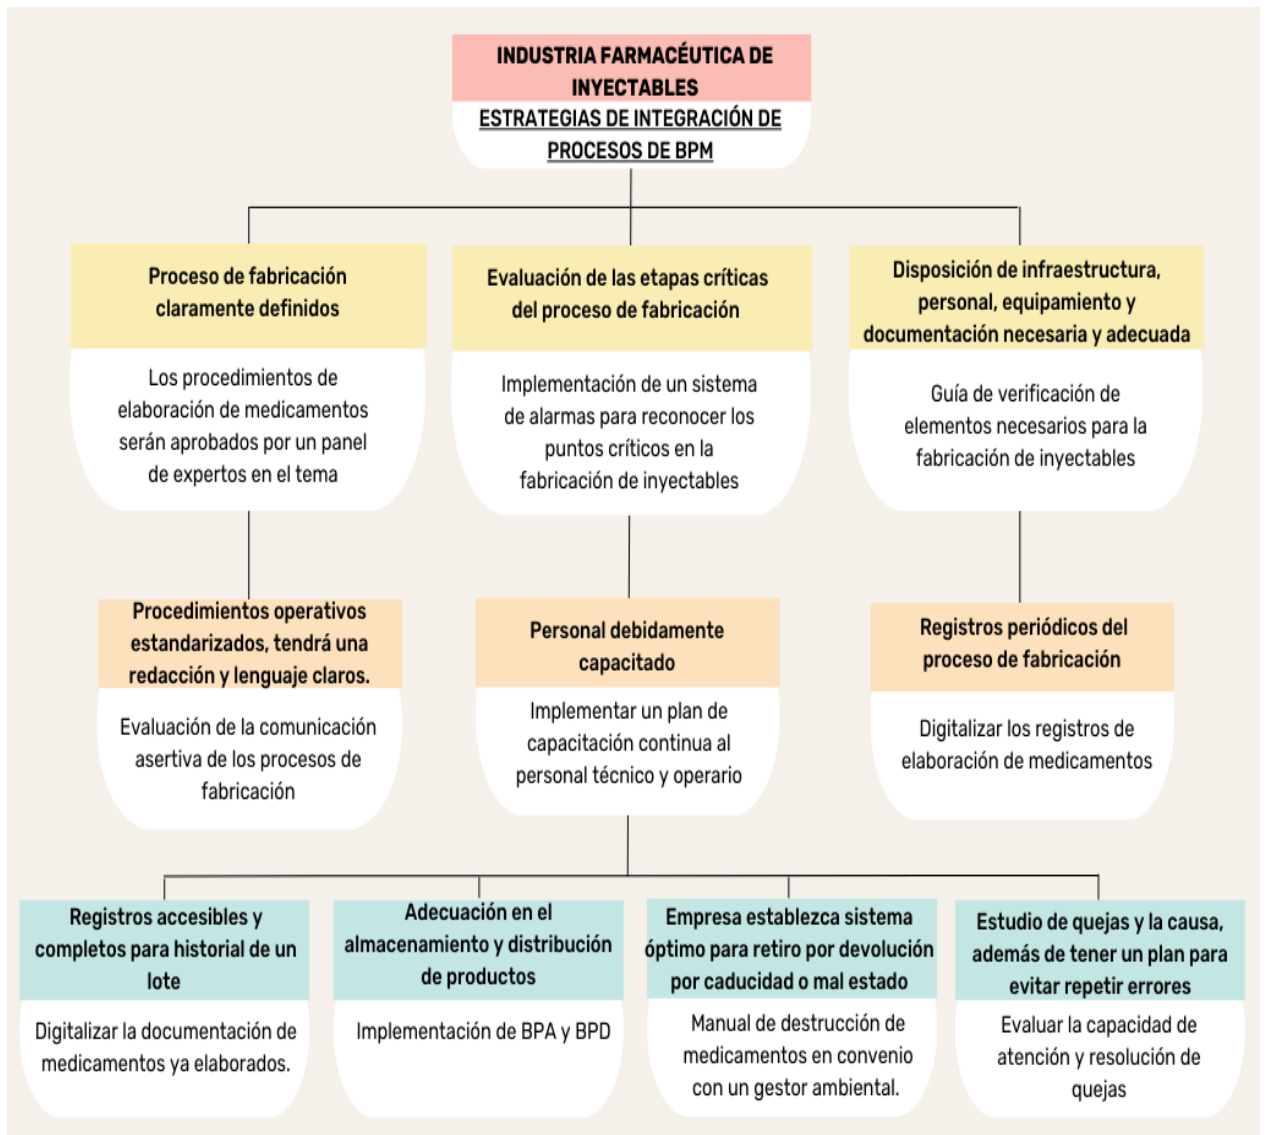 INDUSTRIA FARMACÉUTICA DE
INYECTABLES
ESTRATEGIAS DE INTEGRACIÓN DE
PROCESOS DE BPM
Proceso de fabricación
claramente definidos
Los procedimientos de
elaboración de medicamentos
serán aprobados por un panel
de expertos en el tema
Evaluación de las etapas críticas
del proceso de fabricación
Implementación de un sistema
de alarmas para reconocer los
puntos críticos en la
fabricación de inyectables
Disposición de infraestructura,
personal, equipamiento y
documentación necesaria y adecuada
Guía de verificación de
elementos necesarios para la
fabricación de inyectables
Procedimientos operativos
estandarizados, tendrá una
redacción y lenguaje claros.
Evaluación de la comunicación
asertiva de los procesos de
fabricación
Personal debidamente
capacitado
Implementar un plan de
capacitación continua al
personal técnico y operario
Registros periódicos del
proceso de fabricación
Digitalizar los registros de
elaboración de medicamentos
Registros accesibles y
completos para historial de un
lote
Digitalizar la documentación de
medicamentos ya elaborados.
Adecuación en el
almacenamiento y distribución
de productos
Implementación de BPA y BPD
Empresa establezca sistema
óptimo para retiro por devolución
por caducidad o mal estado
Manual de destrucción de
medicamentos en convenio
con un gestor ambiental.
Estudio de quejas y la causa,
además de tener un plan para
evitar repetir errores
Evaluar la capacidad de
atención y resolución de
quejas